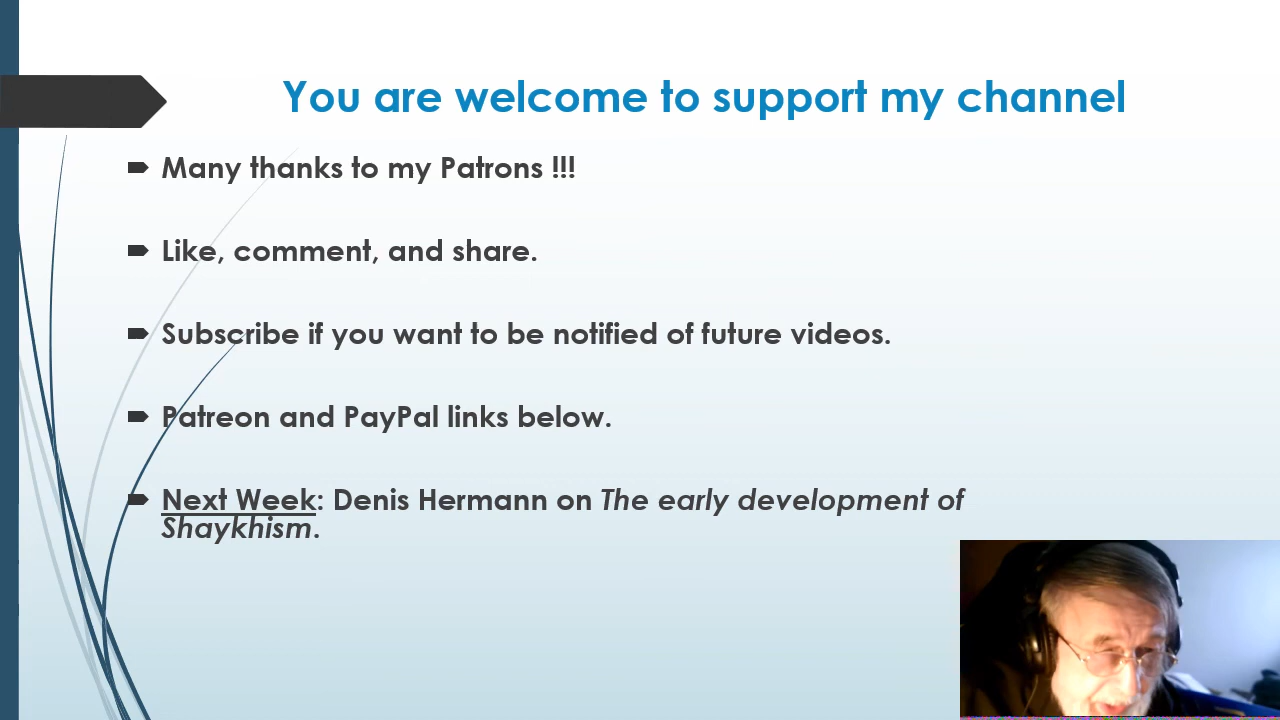 You are welcome to support my channel
Many thanks to my Patrons !!!
Like, comment, and share.
Subscribe if you want to be notified of future videos.
Patreon and PayPal links below.
Next Week: Denis Hermann on The early development of
Shaykhism.